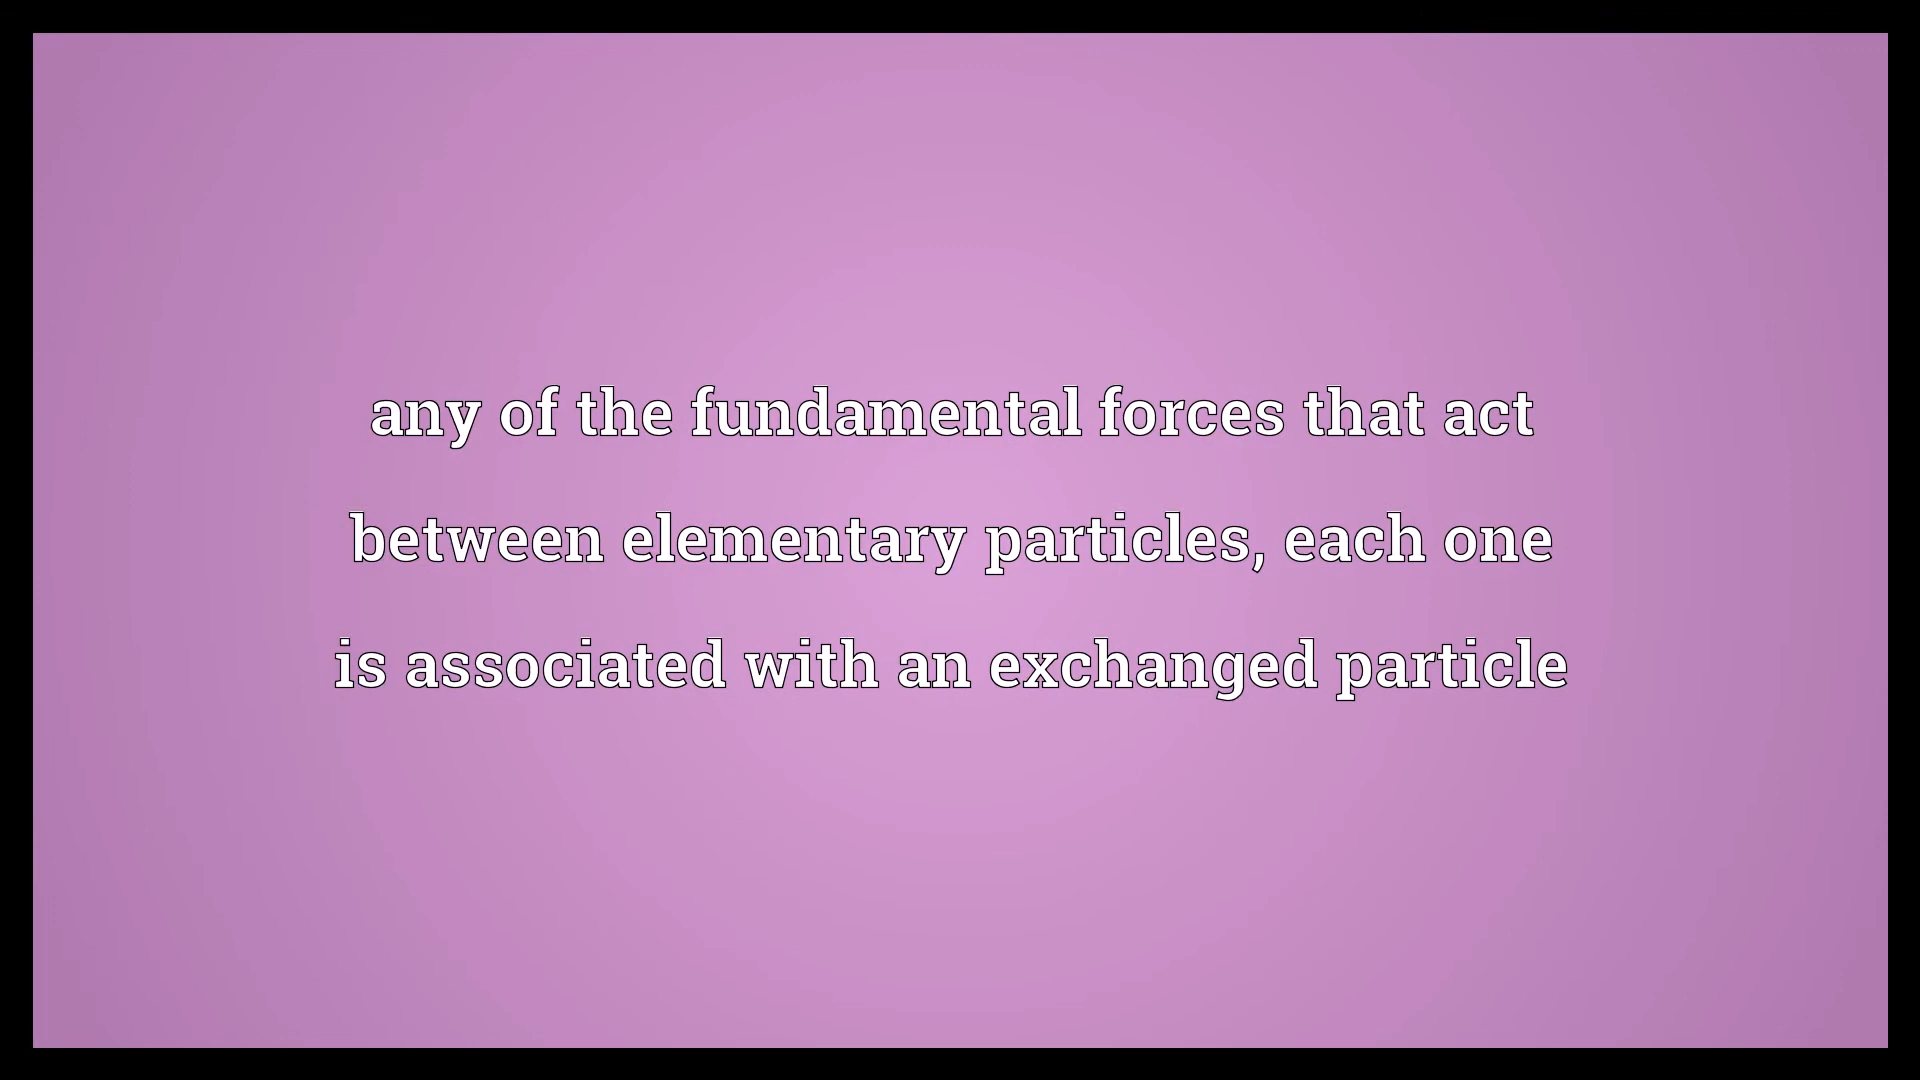 any of the fundamental forces that act
between elementary particles, each one
is associated with an exchanged particle